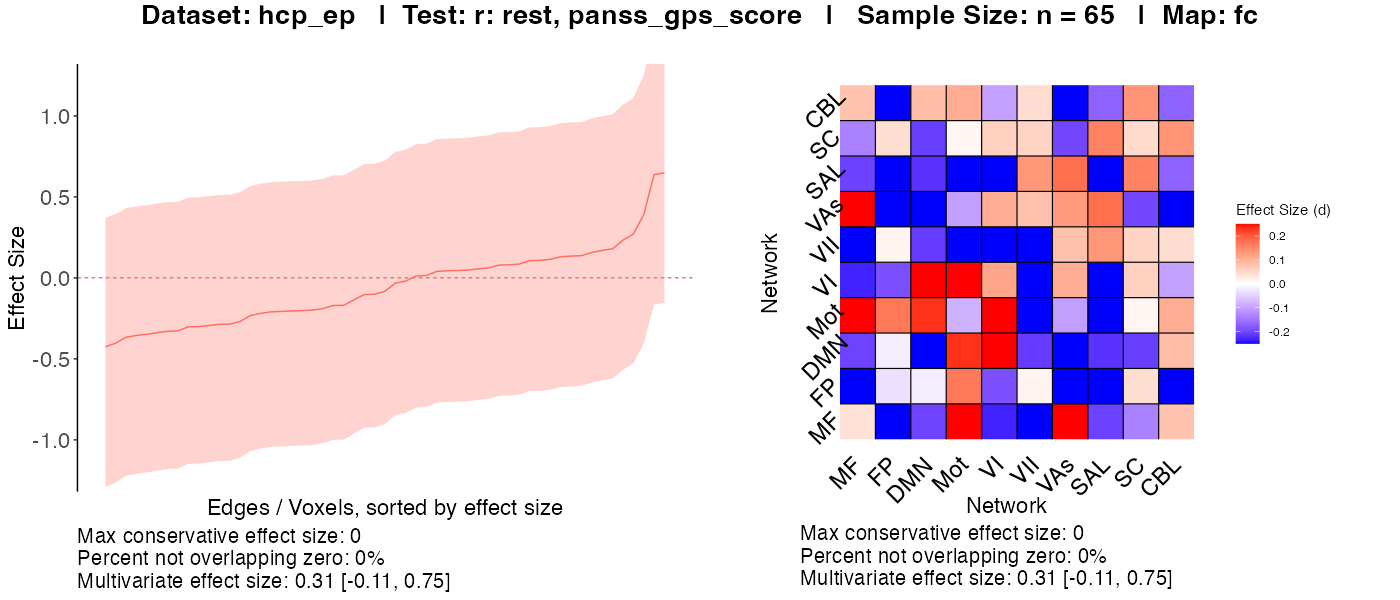 Dataset: hcp_ep | Test: r: rest, panss_gps_score | Sample Size: n = 65 | Map: fc
Effect Size
1.0
0.5
0.0
-0.5
-1.0
Edges / Voxels, sorted by effect size
Max conservative effect size: 0
Percent not overlapping zero: 0%
Multivariate effect size: 0.31 [-0.11, 0.75]
Network
CBL
SC
SAL
VAs
VII
VI
Mot
DMN
FP
MF
MF
FP
DMN
Mot
VI
VII
VAs
SAL
SC
CBL
Network
Effect Size (d)
0.2
0.1
0.0
-0.1
-0.2
Max conservative effect size: 0
Percent not overlapping zero: 0%
Multivariate effect size: 0.31 [-0.11, 0.75]